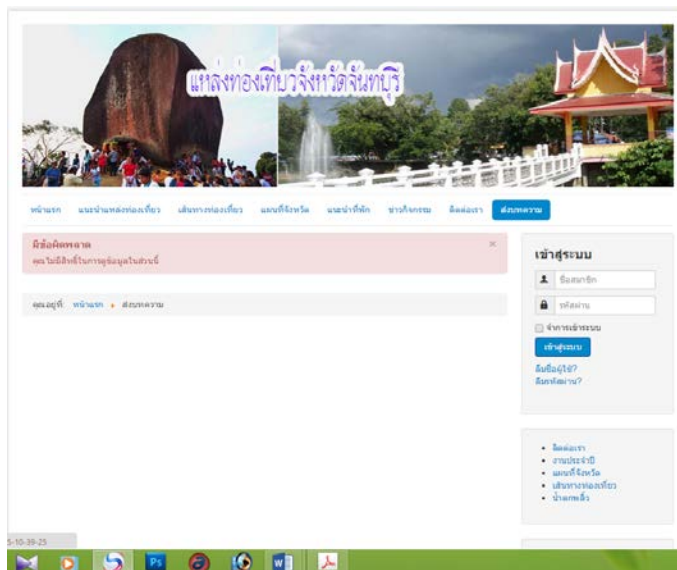 แหล่งท่องเที่ยวจังหวัดจันทบุรี
หน้าแรก แนะนำแหล่งท่องเที่ยว เส้นทางท่องเที่ยว แผนที่จังหวัด แนะนำที่พัก ข่าวกิจกรรม ติดต่อเรา ส่งบทความ
มีข้อผิดพลาด ×
คุณไม่มีสิทธิ์ในการดูข้อมูลในส่วนนี้
คุณอยู่ที่: หน้าแรก ส่งบทความ
เข้าสู่ระบบ
ชื่อสมาชิก
รหัสผ่าน
จำการเข้าระบบ
เข้าสู่ระบบ
ลืมชื่อผู้ใช้?
ลืมรหัสผ่าน?
ติดต่อเรา
งานประจำปี
แผนที่จังหวัด
เส้นทางท่องเที่ยว
น้ำตกพลิ้ว
5-10-39-25
Ps
W